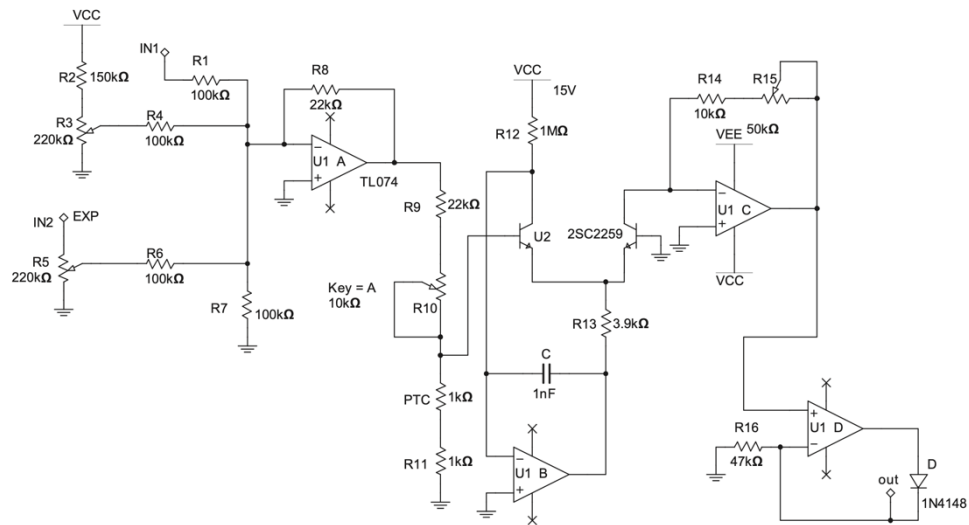 VCC
R2 150kΩ
R3
220kΩ
IN1
R1
100kΩ
R4
100kΩ
IN2
EXP
R5
220kΩ
R6
100kΩ
R7
100kΩ
R8
22kΩ
−
+
U1 A
TL074
R9
22kΩ
Key = A
10kΩ
R10
PTC
1kΩ
R11
1kΩ
VCC
15V
R12
1MΩ
U2
2SC2259
R13
3.9kΩ
C
1nF
−
+
U1 B
R14
10kΩ
R15
50kΩ
VEE
−
+
U1 C
VCC
R16
47kΩ
+
−
U1 D
out
D
1N4148